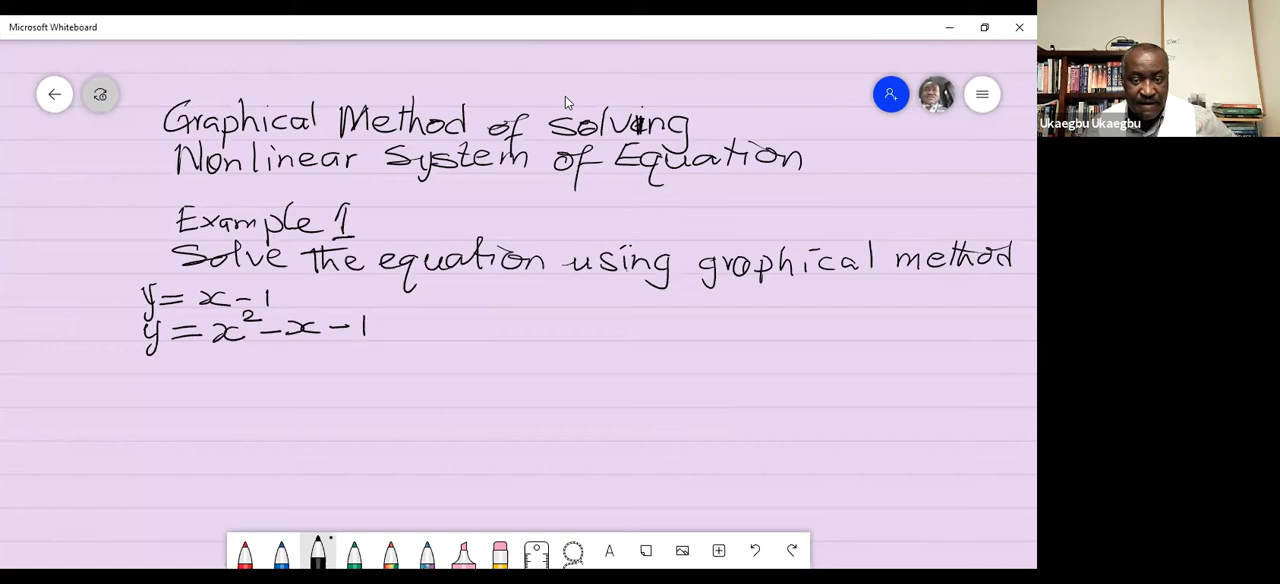 Microsoft Whiteboard
Graphical Method of solving
Nonlinear System of Equation
Ukaegbu Ukaegbu
Example 1
Solve the equation using graphical method
y = x - 1
y = x² - x - 1
A